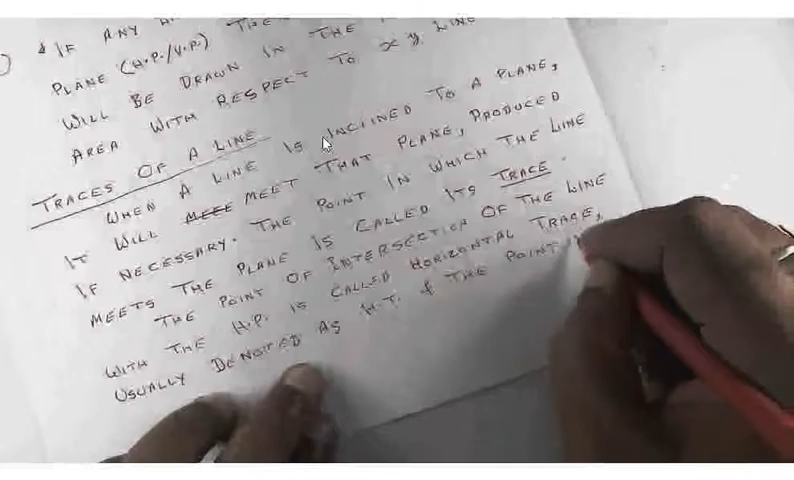 ) & IF ANY THE
PLANE (H.P./V.P.) THE
WILL BE DRAWN IN THE
AREA WITH RESPECT TO X Y LINE
TRACES OF A LINE
WHEN A LINE IS INCLINED TO A PLANE,
IT WILL MEET MEET THAT PLANE, PRODUCED
IF NECESSARY. THE POINT IN WHICH THE LINE
MEETS THE PLANE IS CALLED ITS TRACE.
THE POINT OF INTERSECTION OF THE LINE
WITH THE H.P. IS CALLED HORIZONTAL TRACE,
USUALLY DENOTED AS H.T. & THE POINT